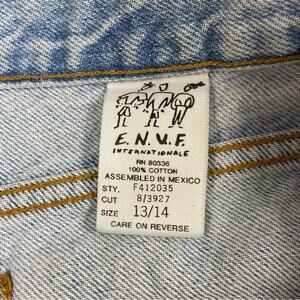 E.N.U.F.
INTERNATIONALE
RN 80336
100% COTTON
ASSEMBLED IN MEXICO
STY. F412035
CUT 8/3927
SIZE 13/14
CARE ON REVERSE